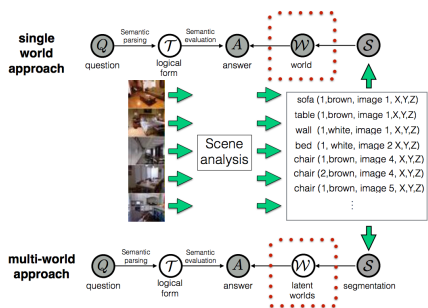 single world
approach
Semantic
parsing
Semantic
evaluation
Q
T
A
W
S
question
logical
form
answer
world
Scene
analysis
sofa (1,brown, image 1, X,Y,Z)
table (1,brown, image 1,X,Y,Z)
wall (1,white, image 1, X,Y,Z)
bed (1, white, image 2 X,Y,Z)
chair (1,brown, image 4, X,Y,Z)
chair (2,brown, image 4, X,Y,Z)
chair (1,brown, image 5, X,Y,Z)
⋮
multi-world
approach
Semantic
parsing
Semantic
evaluation
Q
T
A
W
S
question
logical
form
answer
latent
worlds
segmentation